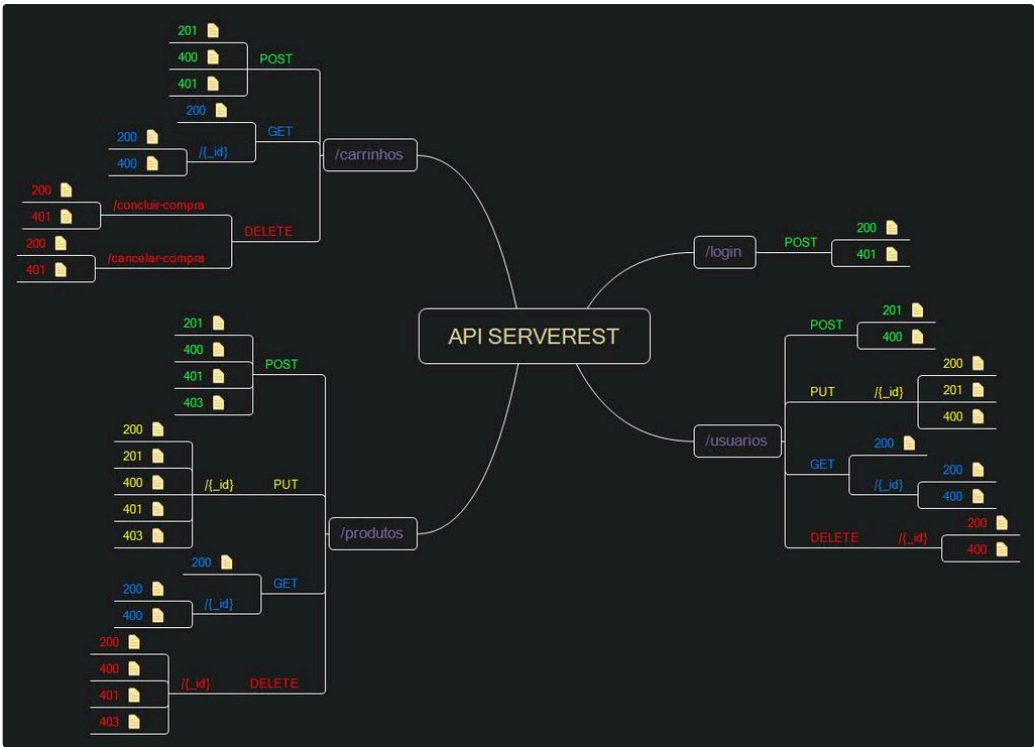 API SERVEREST
/carrinhos
POST
201
400
401
GET
200
/{_id}
200
400
DELETE
/concluir-compra
200
401
/cancelar-compra
200
401
/produtos
POST
201
400
401
403
PUT
/{_id}
200
201
400
401
403
GET
200
/{_id}
200
400
DELETE
/{_id}
200
400
401
403
/login
POST
200
401
/usuarios
POST
201
400
PUT
/{_id}
200
201
400
GET
200
/{_id}
200
400
DELETE
/{_id}
200
400